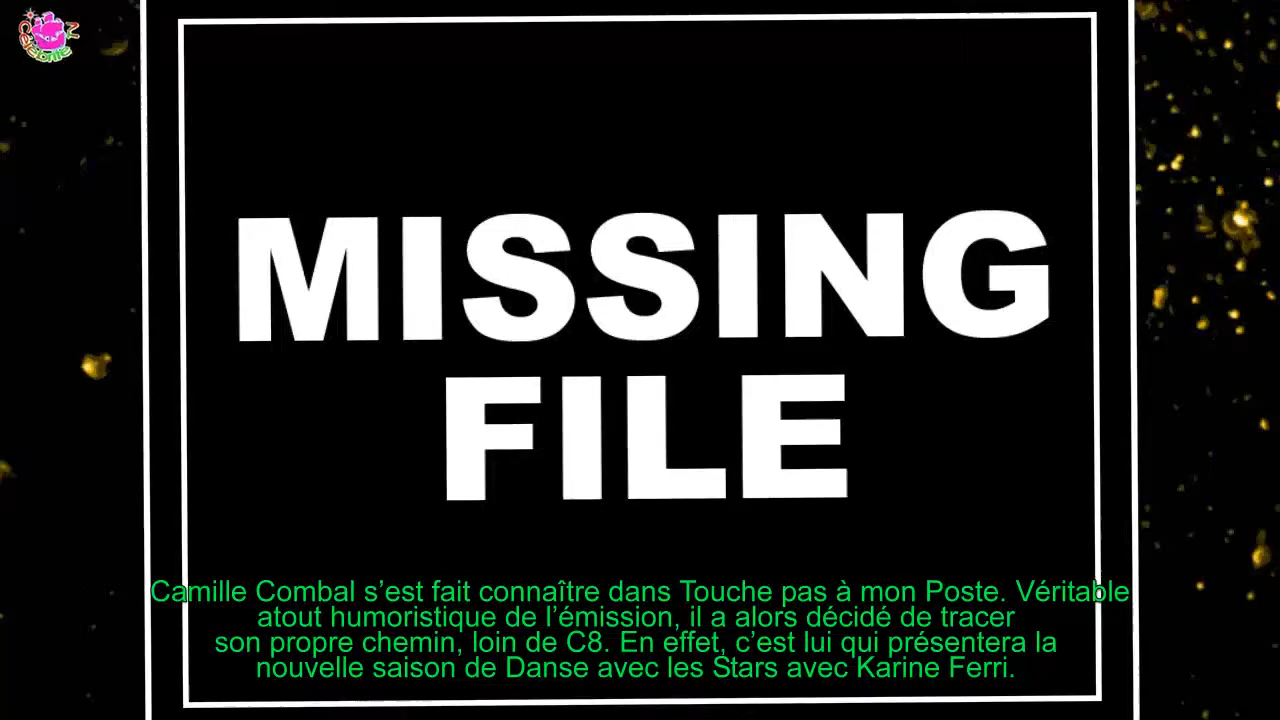 Célébrité
N
MISSING
FILE
Camille Combal s’est fait connaître dans Touche pas à mon Poste. Véritable
atout humoristique de l’émission, il a alors décidé de tracer
son propre chemin, loin de C8. En effet, c’est lui qui présentera la
nouvelle saison de Danse avec les Stars avec Karine Ferri.